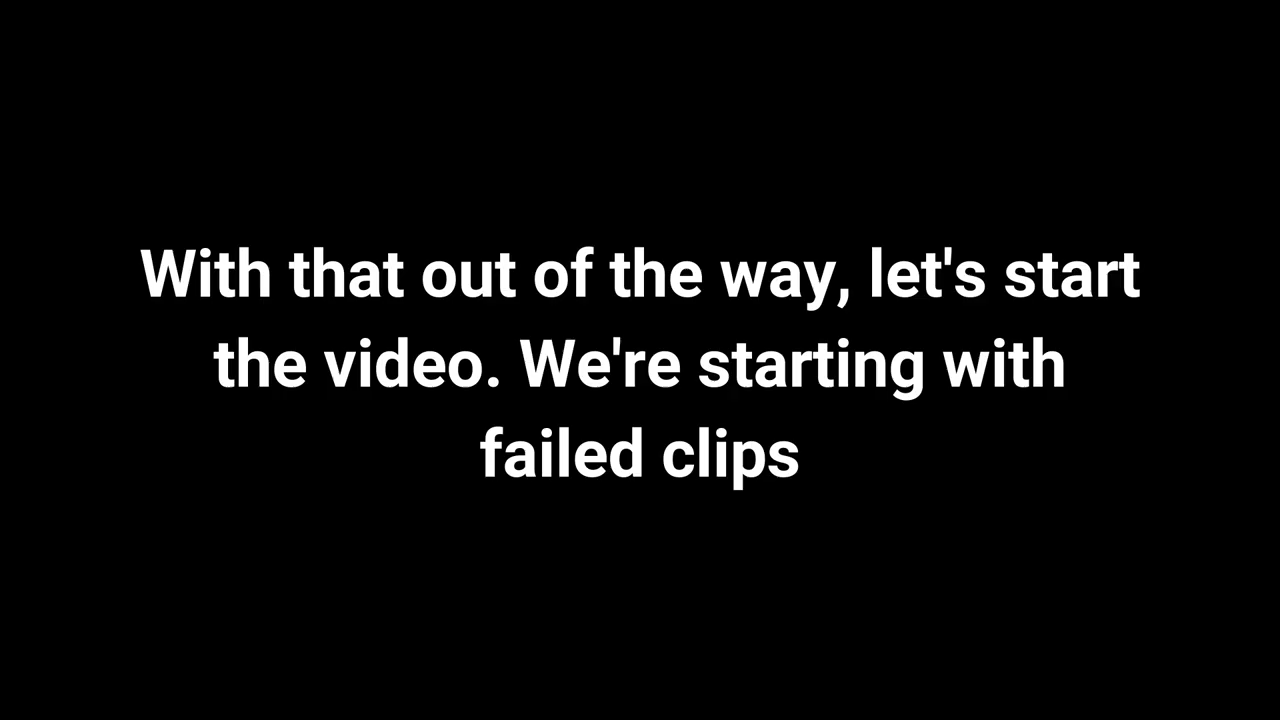 With that out of the way, let's start
the video. We're starting with
failed clips